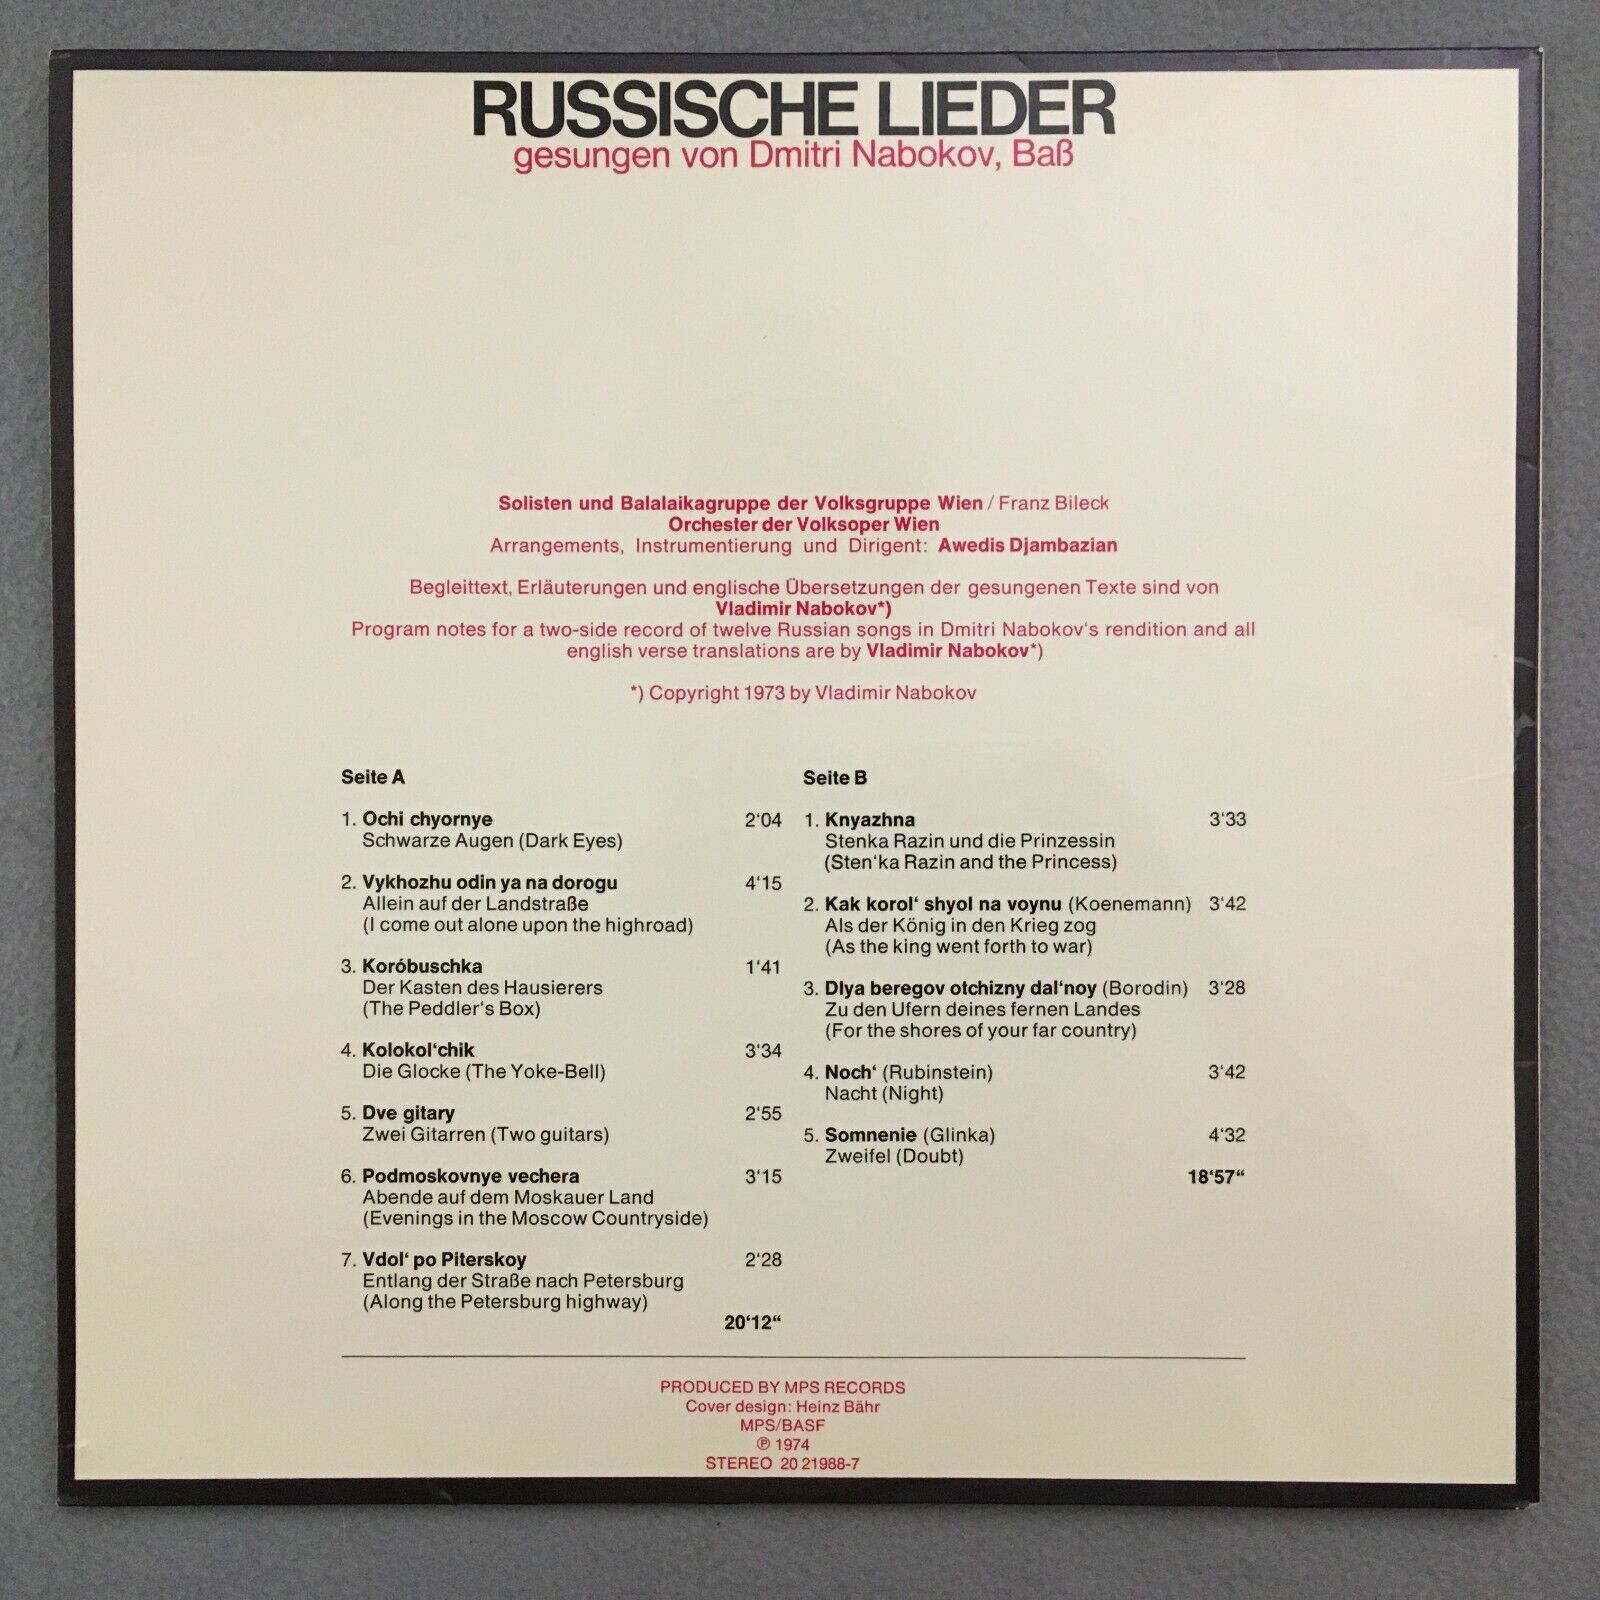 RUSSISCHE LIEDER
gesungen von Dmitri Nabokov, Baß
Solisten und Balalaikagruppe der Volksgruppe Wien / Franz Bileck
Orchester der Volksoper Wien
Arrangements, Instrumentierung und Dirigent: Awedis Djambazian
Begleittext, Erläuterungen und englische Übersetzungen der gesungenen Texte sind von
Vladimir Nabokov*)
Program notes for a two-side record of twelve Russian songs in Dmitri Nabokov‘s rendition and all
english verse translations are by Vladimir Nabokov*)
*) Copyright 1973 by Vladimir Nabokov
Seite A
1. Ochi chyornye 2‘04
Schwarze Augen (Dark Eyes)
2. Vykhozhu odin ya na dorogu 4‘15
Allein auf der Landstraße
(I come out alone upon the highroad)
3. Koróbuschka 1‘41
Der Kasten des Hausierers
(The Peddler‘s Box)
4. Kolokol‘chik 3‘34
Die Glocke (The Yoke-Bell)
5. Dve gitary 2‘55
Zwei Gitarren (Two guitars)
6. Podmoskovnye vechera 3‘15
Abende auf dem Moskauer Land
(Evenings in the Moscow Countryside)
7. Vdol‘ po Piterskoy 2‘28
Entlang der Straße nach Petersburg
(Along the Petersburg highway)
20‘12“
Seite B
1. Knyazhna 3‘33
Stenka Razin und die Prinzessin
(Sten‘ka Razin and the Princess)
2. Kak korol‘ shyol na voynu (Koenemann) 3‘42
Als der König in den Krieg zog
(As the king went forth to war)
3. Dlya beregov otchizny dal‘noy (Borodin) 3‘28
Zu den Ufern deines fernen Landes
(For the shores of your far country)
4. Noch‘ (Rubinstein) 3‘42
Nacht (Night)
5. Somnenie (Glinka) 4‘32
Zweifel (Doubt)
18‘57“
PRODUCED BY MPS RECORDS
Cover design: Heinz Bähr
MPS/BASF
℗ 1974
STEREO 20 21988-7